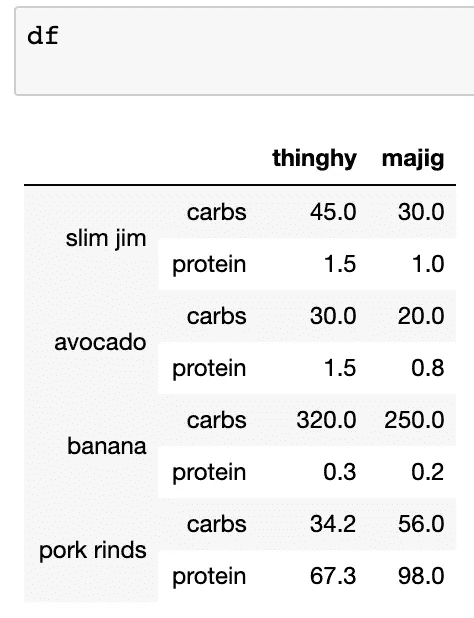 df
thinghy majig
slim jim carbs 45.0 30.0
protein 1.5 1.0
avocado carbs 30.0 20.0
protein 1.5 0.8
banana carbs 320.0 250.0
protein 0.3 0.2
pork rinds carbs 34.2 56.0
protein 67.3 98.0